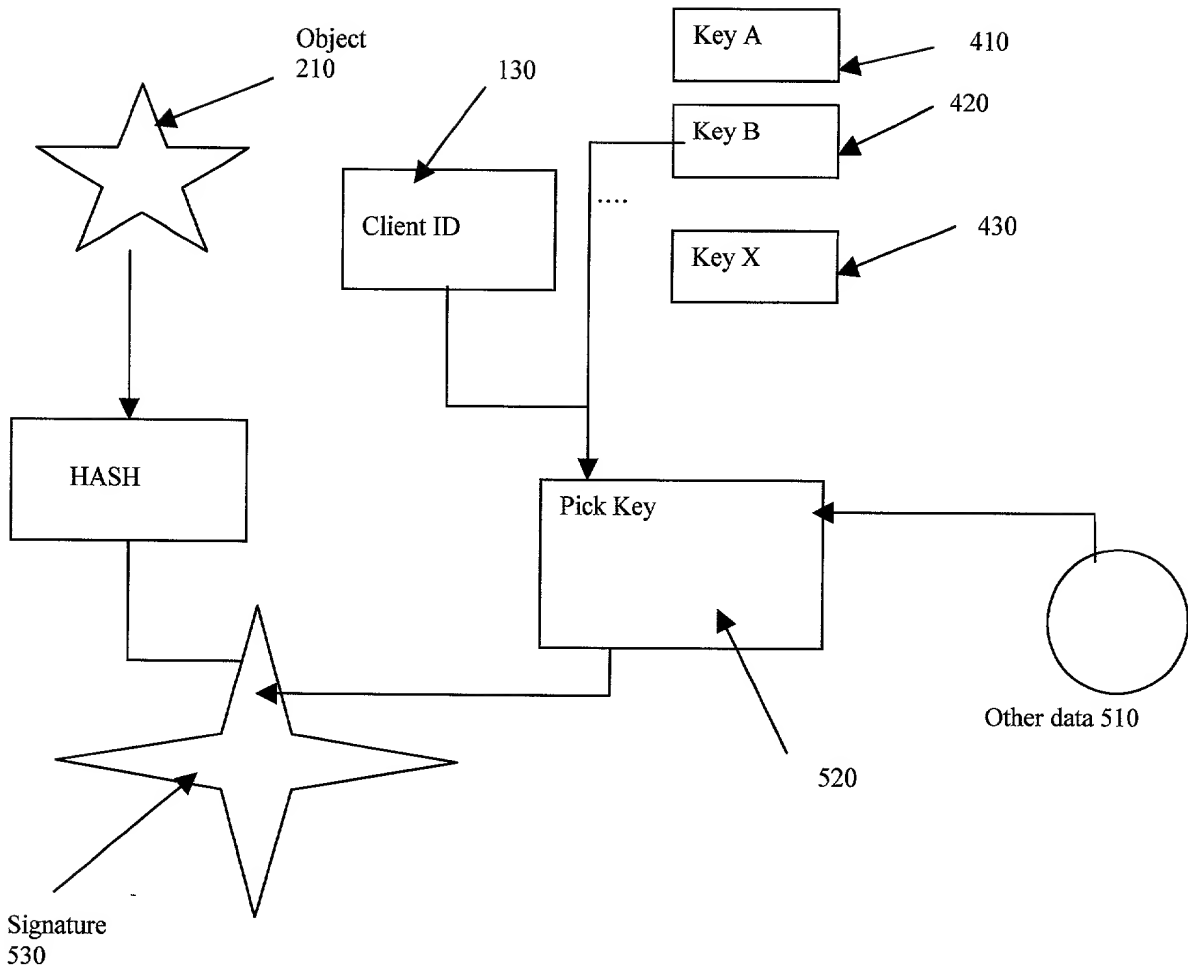 Object
210
130
Key A
410
420
Key B
....
Client ID
430
Key X
HASH
Pick Key
Other data 510
520
Signature
530